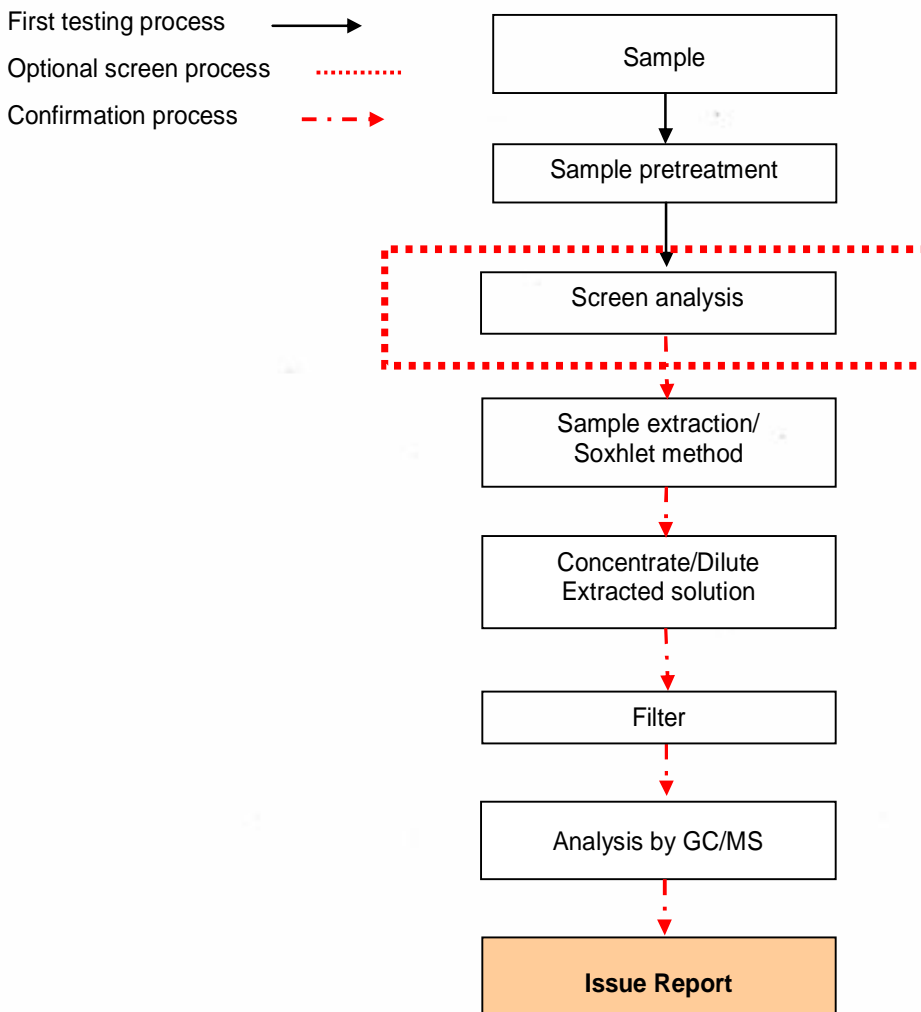 First testing process
Optional screen process
Confirmation process
Sample
Sample pretreatment
Screen analysis
Sample extraction/
Soxhlet method
Concentrate/Dilute
Extracted solution
Filter
Analysis by GC/MS
Issue Report